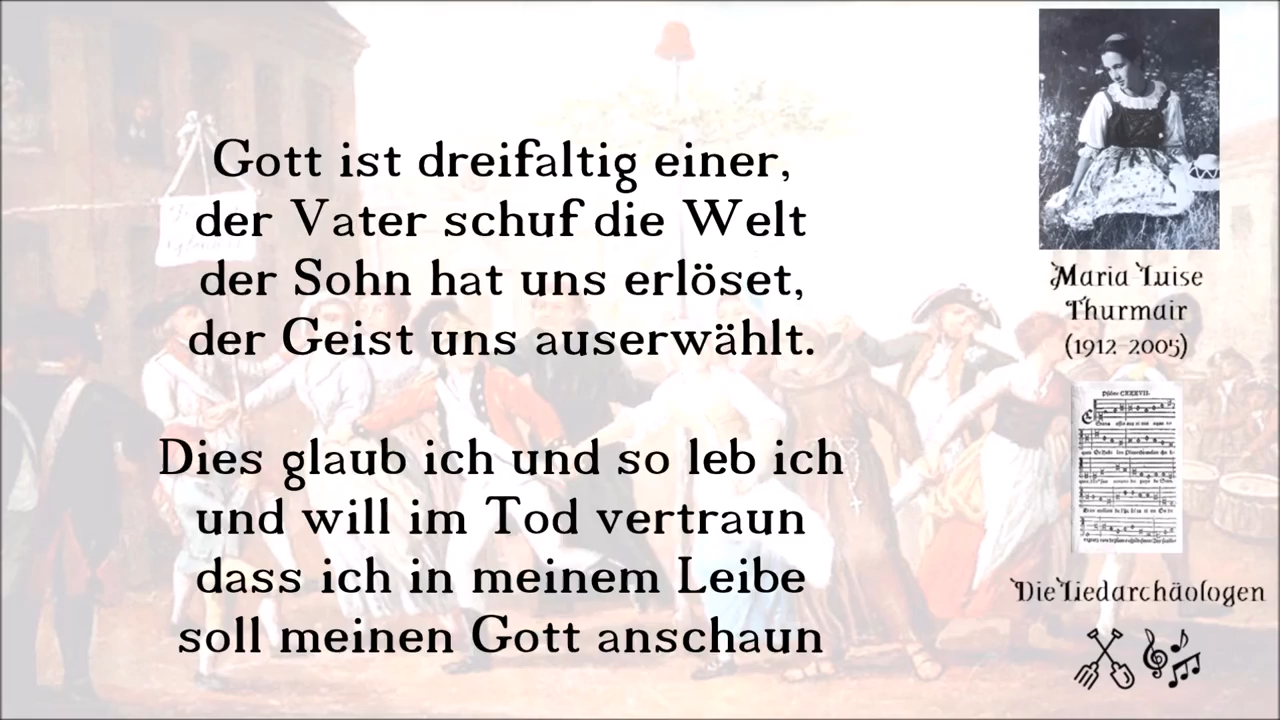 Gott ist dreifaltig einer,
der Vater schuf die Welt
der Sohn hat uns erlöset,
der Geist uns auserwählt.
Dies glaub ich und so leb ich
und will im Tod vertraun
dass ich in meinem Leibe
soll meinen Gott anschaun
Maria Luise
Thurmair
(1912-2005)
Die Liedarchäologen